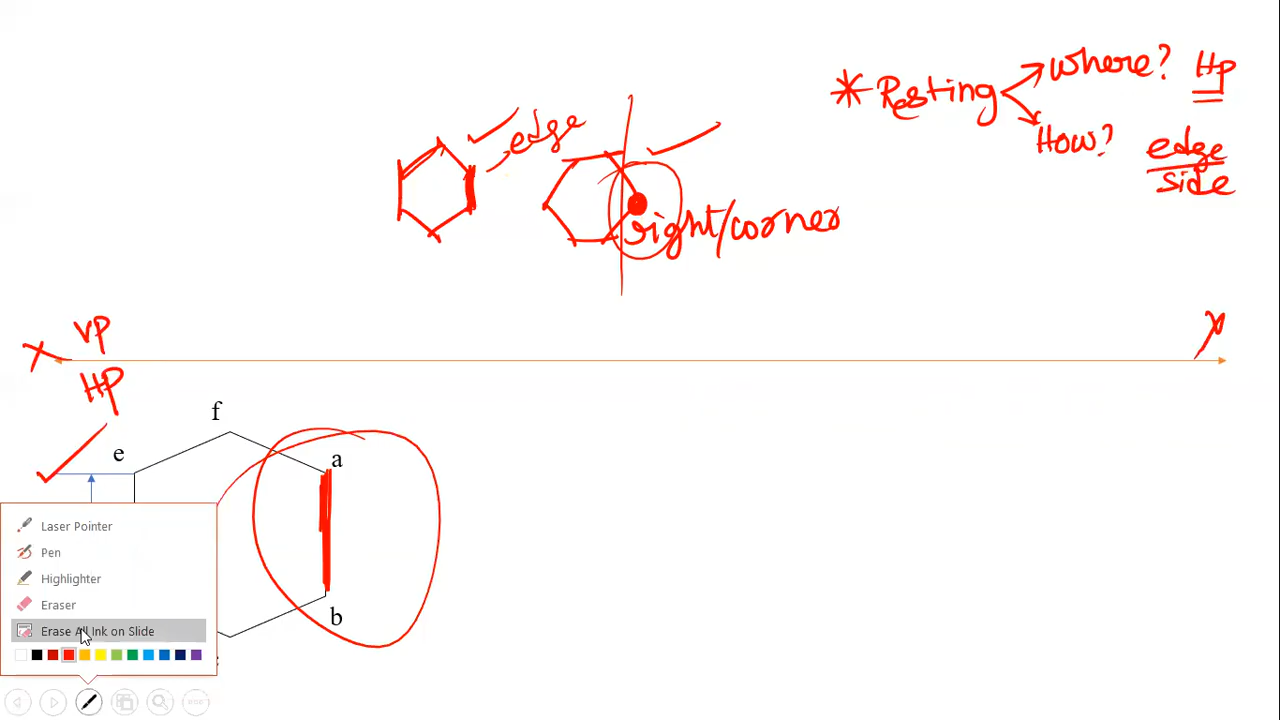 * Resting
where? Hp
How? edge
side
edge
right/corner
X
VP
HP
Y
f
e
a
b
Laser Pointer
Pen
Highlighter
Eraser
Erase All Ink on Slide